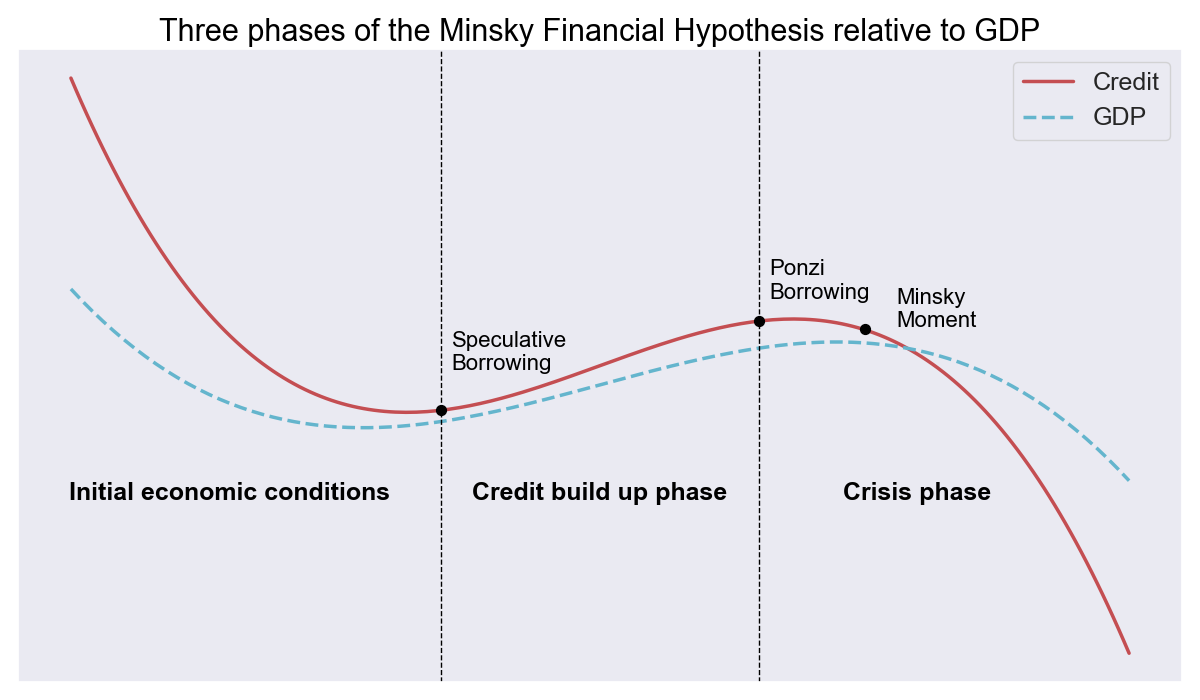 Three phases of the Minsky Financial Hypothesis relative to GDP
Credit
GDP
Ponzi
Borrowing
Minsky
Moment
Speculative
Borrowing
Initial economic conditions
Credit build up phase
Crisis phase